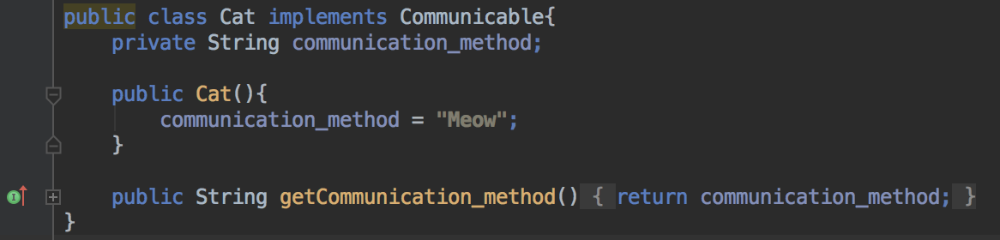 public class Cat implements Communicable{
private String communication_method;
public Cat(){
communication_method = "Meow";
}
public String getCommunication_method() { return communication_method; }
}